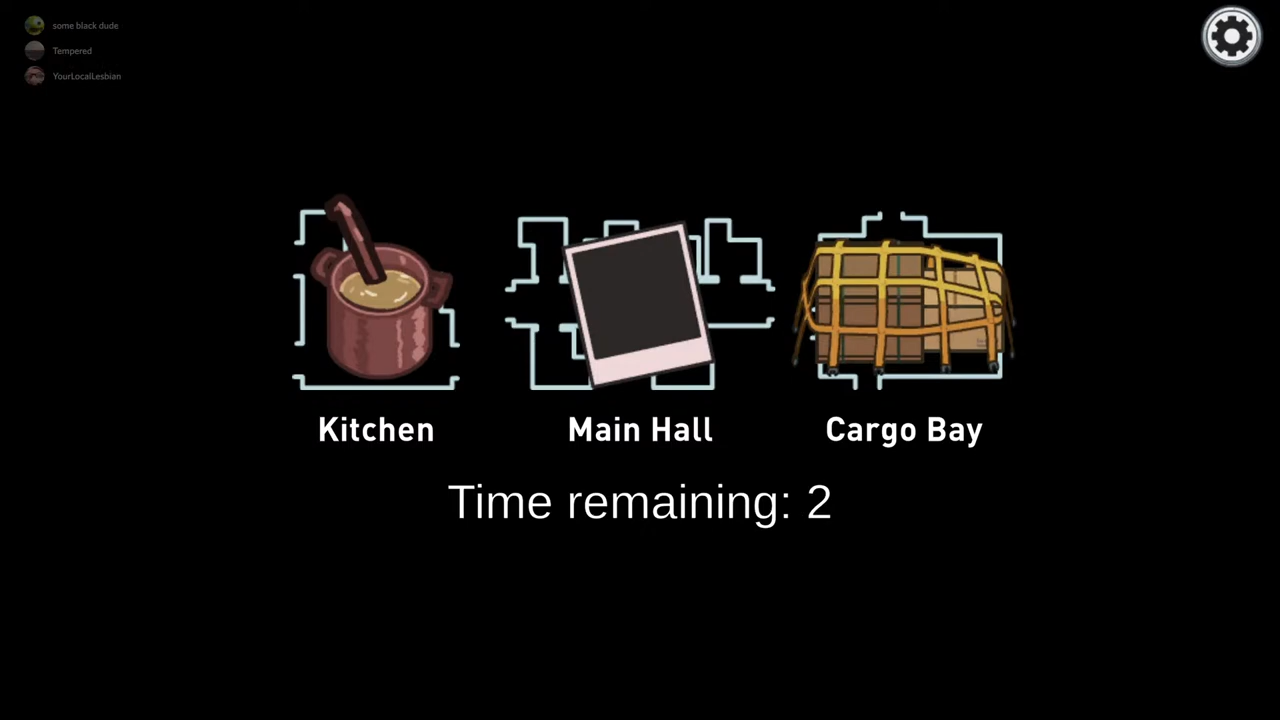 some black dude
Tempered
YourLocalLesbian
Kitchen
Main Hall
Cargo Bay
Time remaining: 2